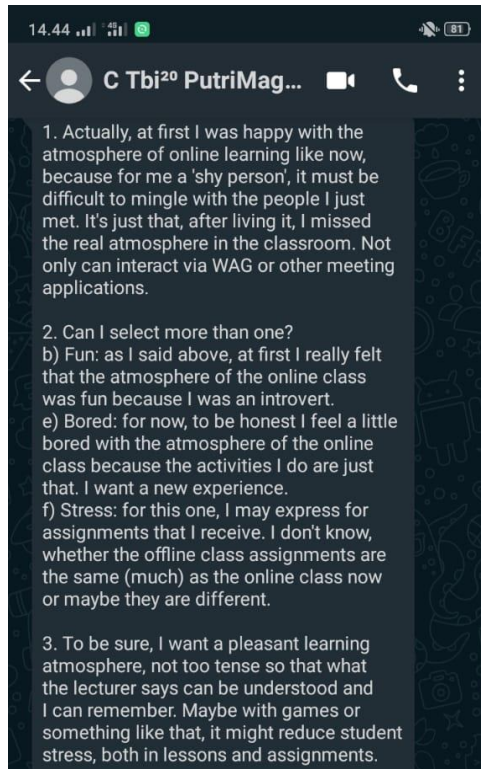 14.44
81
C Tbi²⁰ PutriMag...
1. Actually, at first I was happy with the
atmosphere of online learning like now,
because for me a 'shy person', it must be
difficult to mingle with the people I just
met. It's just that, after living it, I missed
the real atmosphere in the classroom. Not
only can interact via WAG or other meeting
applications.
2. Can I select more than one?
b) Fun: as I said above, at first I really felt
that the atmosphere of the online class
was fun because I was an introvert.
e) Bored: for now, to be honest I feel a little
bored with the atmosphere of the online
class because the activities I do are just
that. I want a new experience.
f) Stress: for this one, I may express for
assignments that I receive. I don't know,
whether the offline class assignments are
the same (much) as the online class now
or maybe they are different.
3. To be sure, I want a pleasant learning
atmosphere, not too tense so that what
the lecturer says can be understood and
I can remember. Maybe with games or
something like that, it might reduce student
stress, both in lessons and assignments.